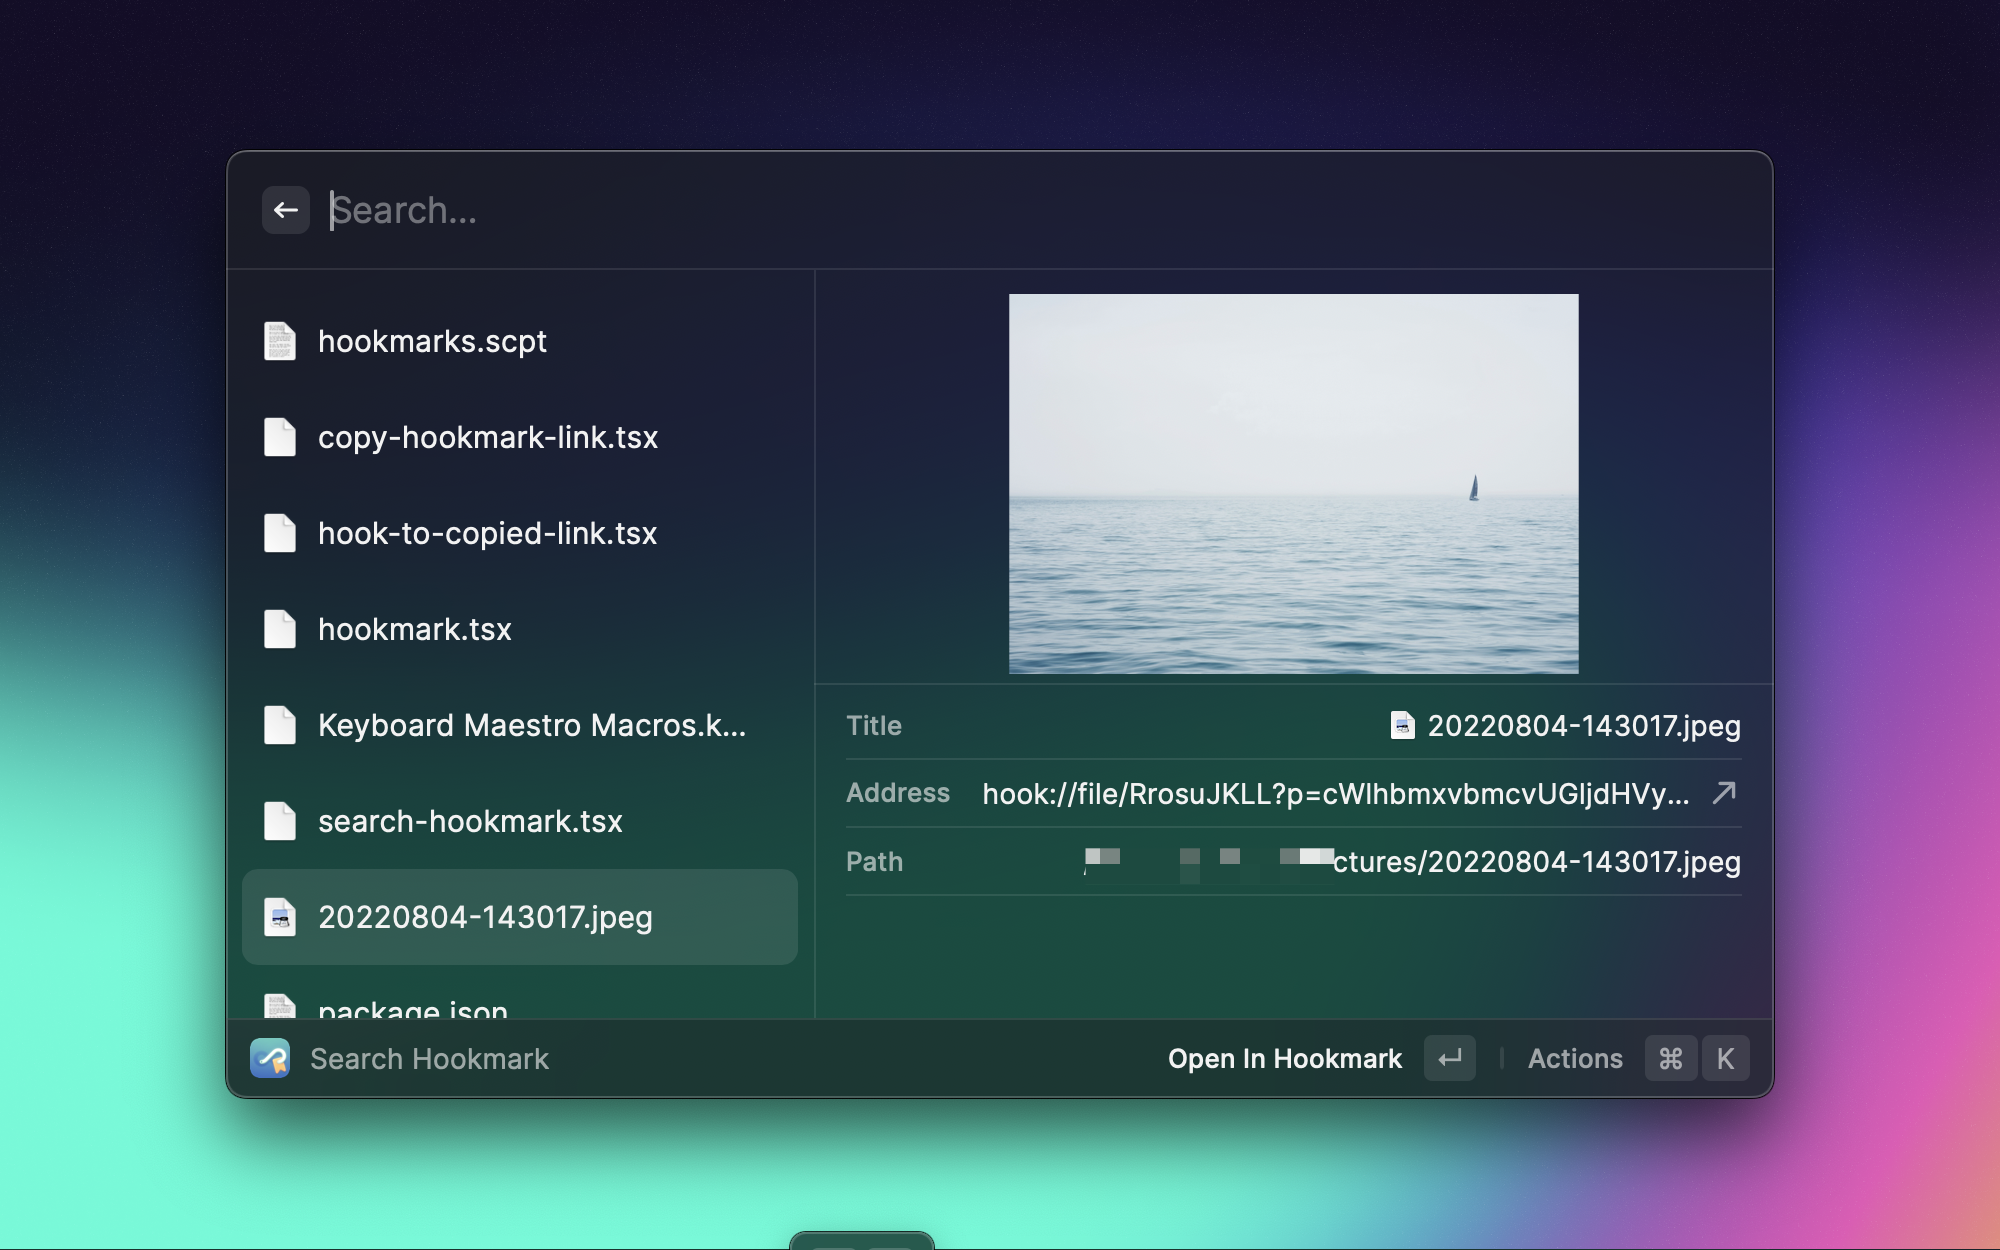 Search...
hookmarks.scpt
copy-hookmark-link.tsx
hook-to-copied-link.tsx
hookmark.tsx
Keyboard Maestro Macros.k...
search-hookmark.tsx
20220804-143017.jpeg
package.json
Title 20220804-143017.jpeg
Address hook://file/RrosuJKLL?p=cWlhbmxvbmcvUGljdHVy...
Path ctures/20220804-143017.jpeg
Search Hookmark
Open In Hookmark ↵ Actions ⌘ K